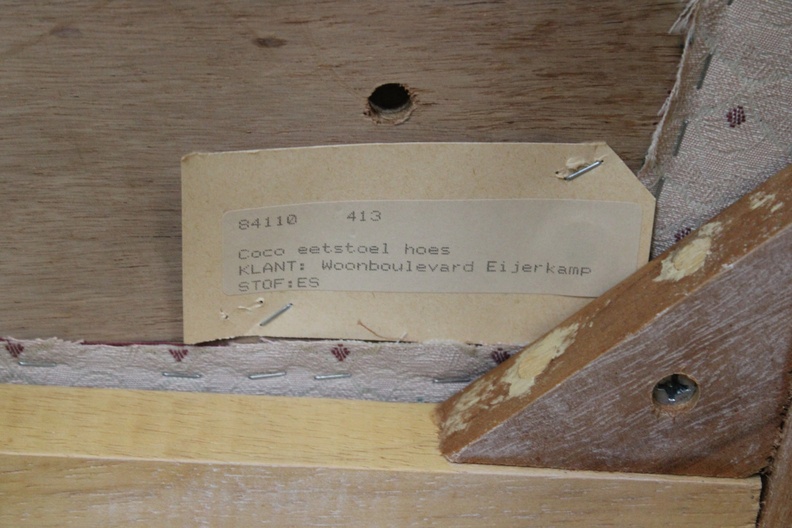 84110 413
Coco eetstoel hoes
KLANT: Woonboulevard Eijerkamp
STOF:ES